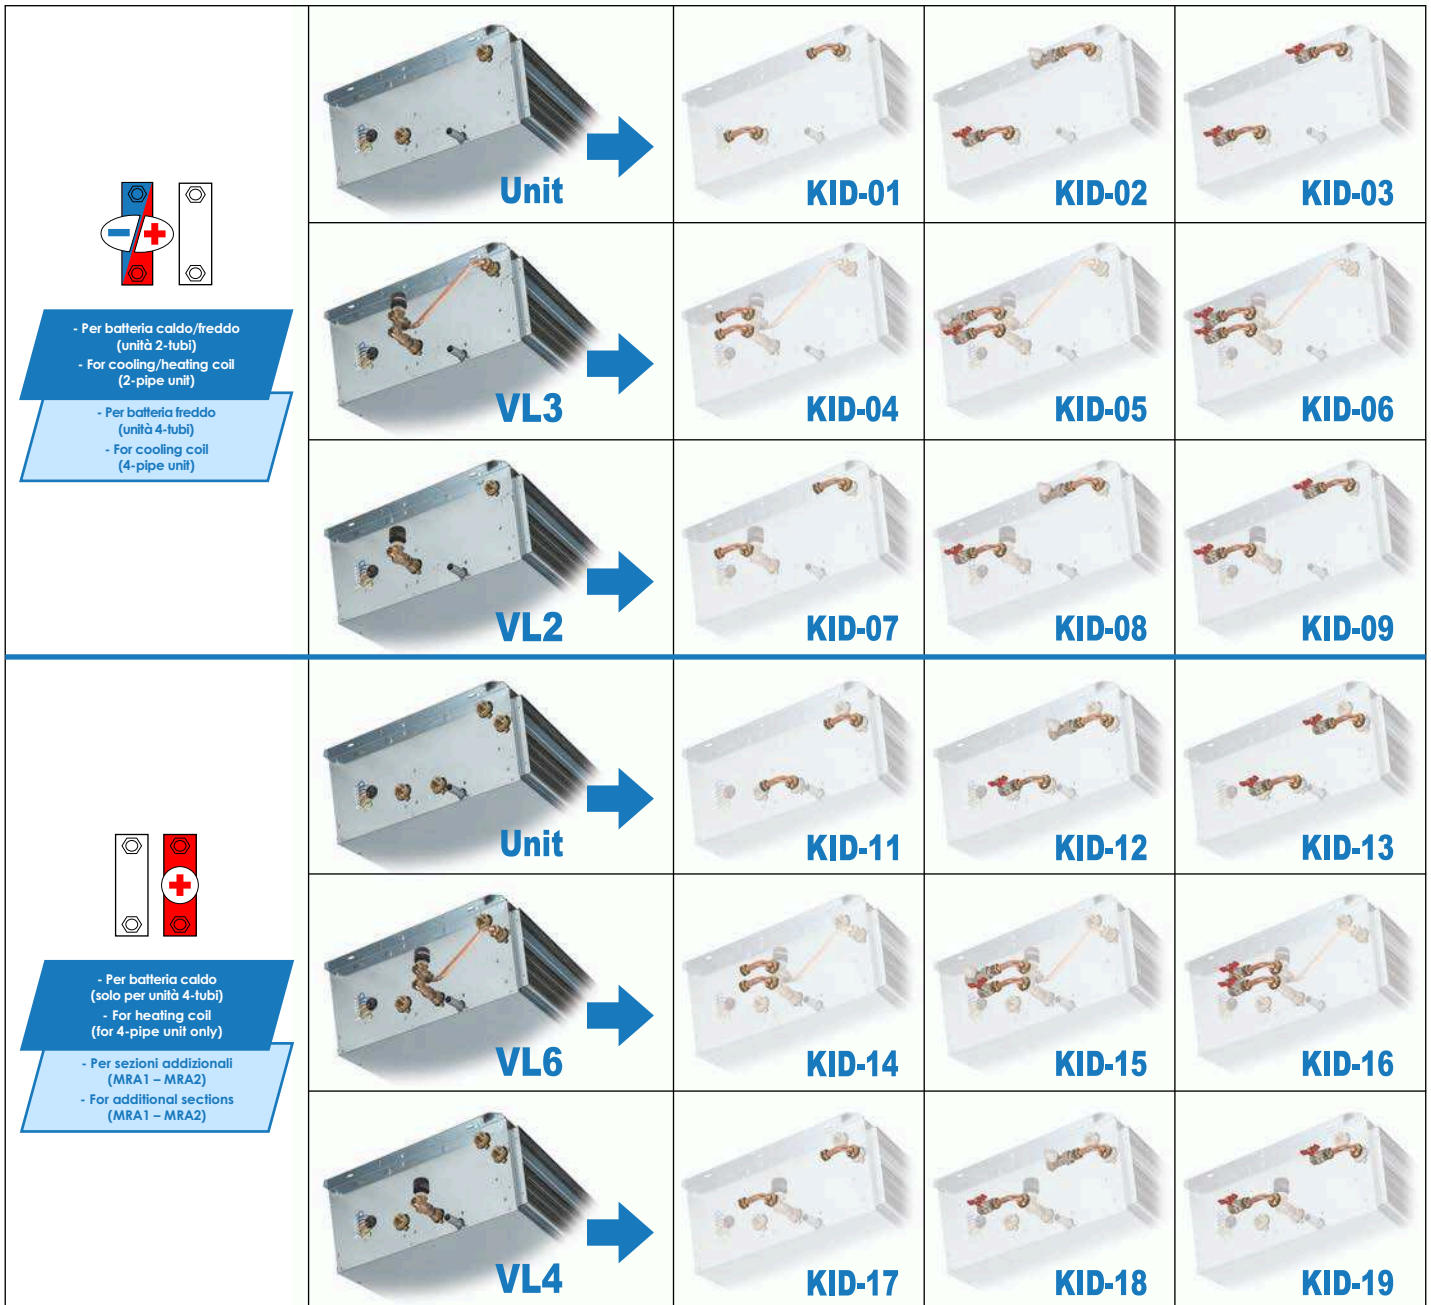 Unit
KID-01
KID-02
KID-03
- Per batteria caldo/freddo
(unità 2-tubi)
- For cooling/heating coil
(2-pipe unit)
- Per batteria freddo
(unità 4-tubi)
- For cooling coil
(4-pipe unit)
VL3
KID-04
KID-05
KID-06
VL2
KID-07
KID-08
KID-09
Unit
KID-11
KID-12
KID-13
- Per batteria caldo
(solo per unità 4-tubi)
- For heating coil
(for 4-pipe unit only)
- Per sezioni addizionali
(MRA1 – MRA2)
- For additional sections
(MRA1 – MRA2)
VL6
KID-14
KID-15
KID-16
VL4
KID-17
KID-18
KID-19